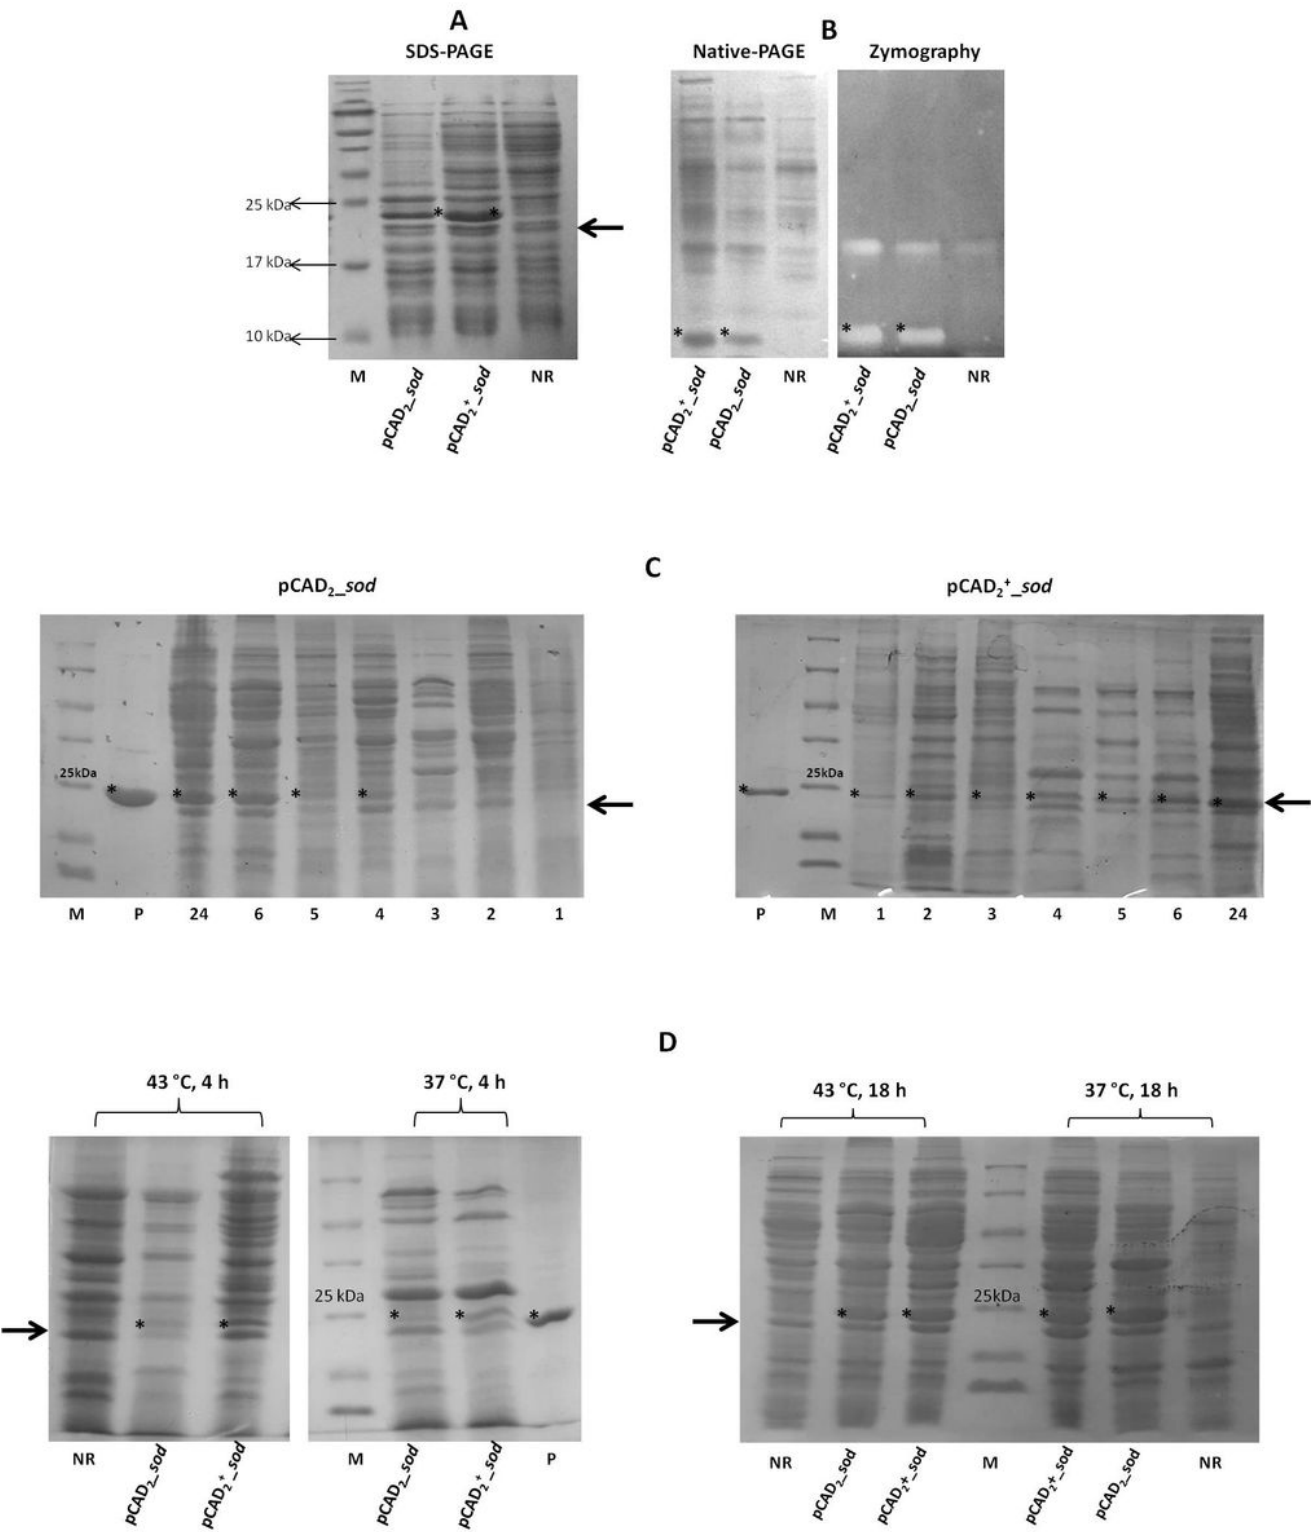 A
B
SDS-PAGE
Native-PAGE
Zymography
25 kDa
17 kDa
10 kDa
* *
* *
* *
M
pCAD₂_sod
pCAD₂⁺_sod
NR
pCAD₂⁺_sod
pCAD₂_sod
NR
pCAD₂⁺_sod
pCAD₂_sod
NR
C
pCAD₂_sod
pCAD₂⁺_sod
25kDa
* * * * *
25kDa
* * * * * * * *
M P 24 6 5 4 3 2 1
P M 1 2 3 4 5 6 24
D
43 °C, 4 h
37 °C, 4 h
43 °C, 18 h
37 °C, 18 h
* *
25 kDa
* * *
25kDa
* * * *
NR
pCAD₂_sod
pCAD₂⁺_sod
M
pCAD₂_sod
pCAD₂⁺_sod
P
NR
pCAD₂_sod
pCAD₂⁺_sod
M
pCAD₂⁺_sod
pCAD₂_sod
NR